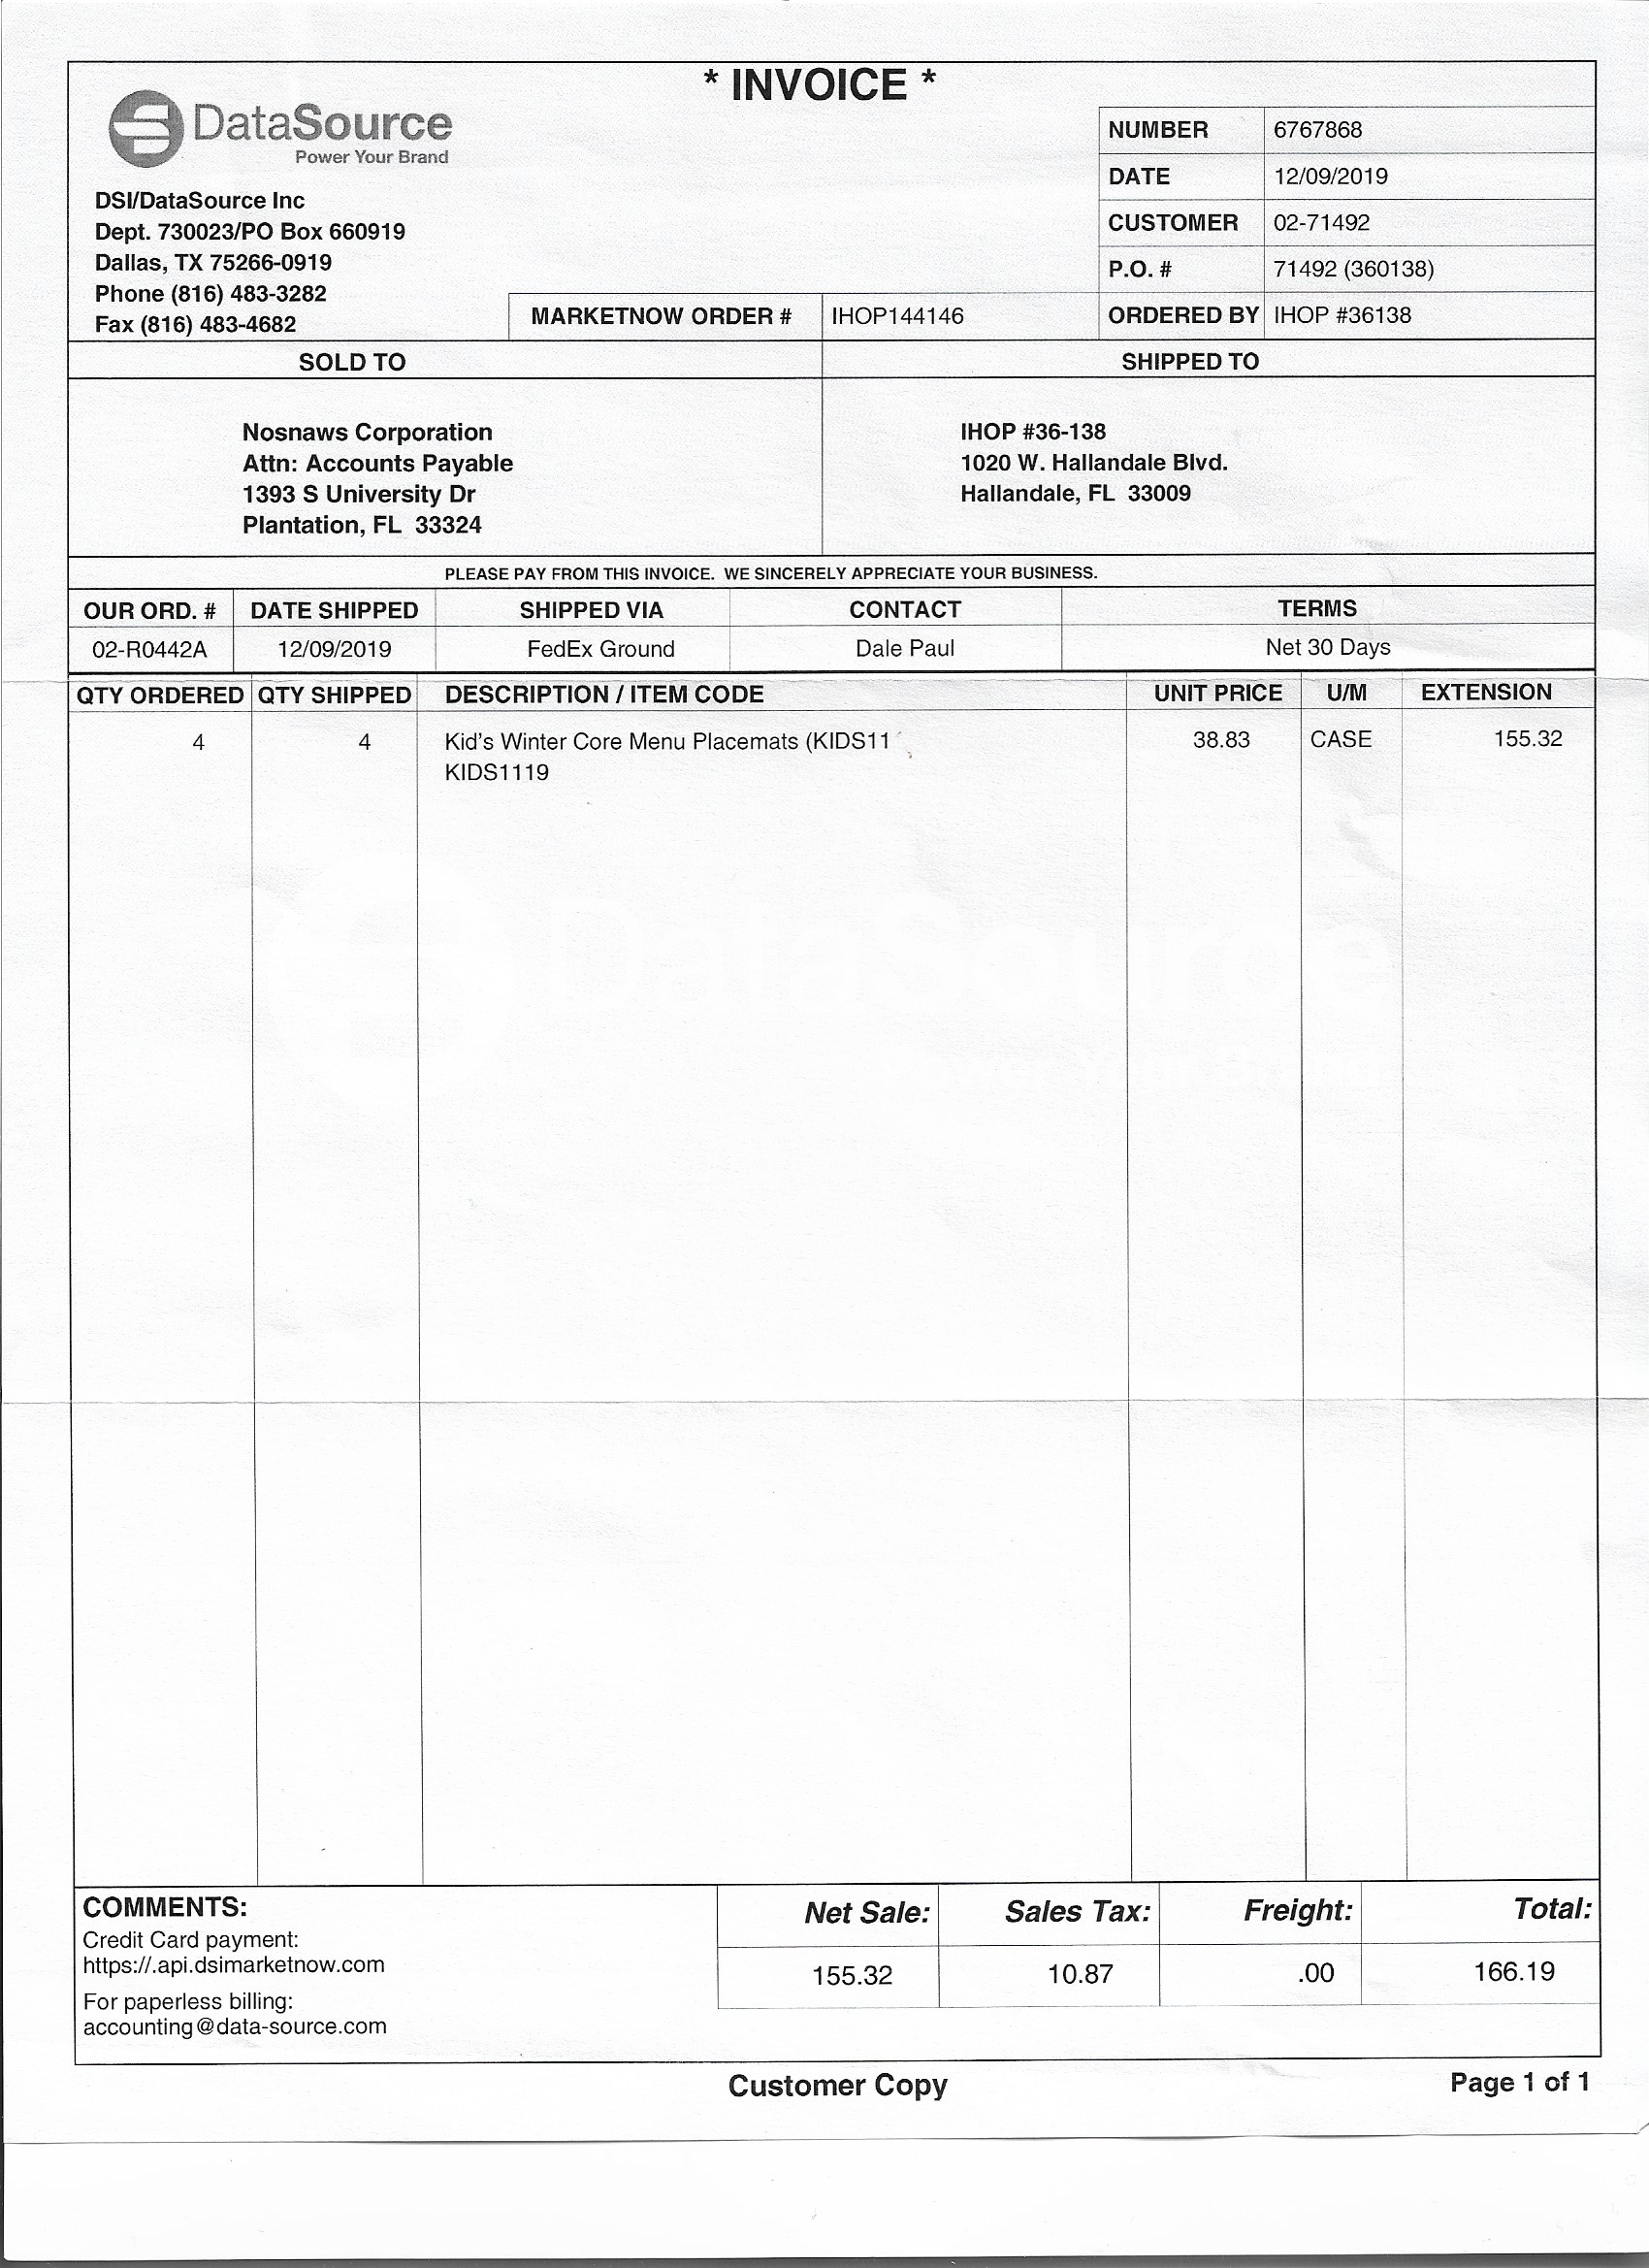 * INVOICE *
DataSource
Power Your Brand
DSI/DataSource Inc
Dept. 730023/PO Box 660919
Dallas, TX 75266-0919
Phone (816) 483-3282
Fax (816) 483-4682
NUMBER 6767868
DATE 12/09/2019
CUSTOMER 02-71492
P.O. # 71492 (360138)
MARKETNOW ORDER # IHOP144146 ORDERED BY IHOP #36138
SOLD TO SHIPPED TO
Nosnaws Corporation
Attn: Accounts Payable
1393 S University Dr
Plantation, FL 33324
IHOP #36-138
1020 W. Hallandale Blvd.
Hallandale, FL 33009
PLEASE PAY FROM THIS INVOICE. WE SINCERELY APPRECIATE YOUR BUSINESS.
OUR ORD. # DATE SHIPPED SHIPPED VIA CONTACT TERMS
02-R0442A 12/09/2019 FedEx Ground Dale Paul Net 30 Days
QTY ORDERED QTY SHIPPED DESCRIPTION / ITEM CODE UNIT PRICE U/M EXTENSION
4 4 Kid's Winter Core Menu Placemats (KIDS11 38.83 CASE 155.32
KIDS1119
DataSource
COMMENTS:
Credit Card payment:
https://.api.dsimarketnow.com
For paperless billing:
accounting@data-source.com
Net Sale: Sales Tax: Freight: Total:
155.32 10.87 .00 166.19
Customer Copy
Page 1 of 1